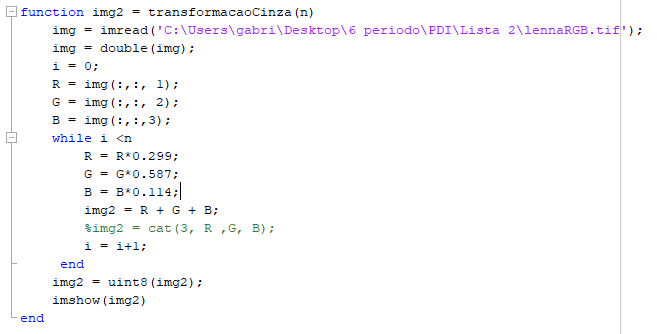 function img2 = transformacaoCinza(n)
img = imread('C:\Users\gabri\Desktop\6 periodo\PDI\Lista 2\lennaRGB.tif');
img = double(img);
i = 0;
R = img(:,:, 1);
G = img(:,:, 2);
B = img(:,:,3);
while i <n
R = R*0.299;
G = G*0.587;
B = B*0.114;
img2 = R + G + B;
%img2 = cat(3, R ,G, B);
i = i+1;
end
img2 = uint8(img2);
imshow(img2)
end